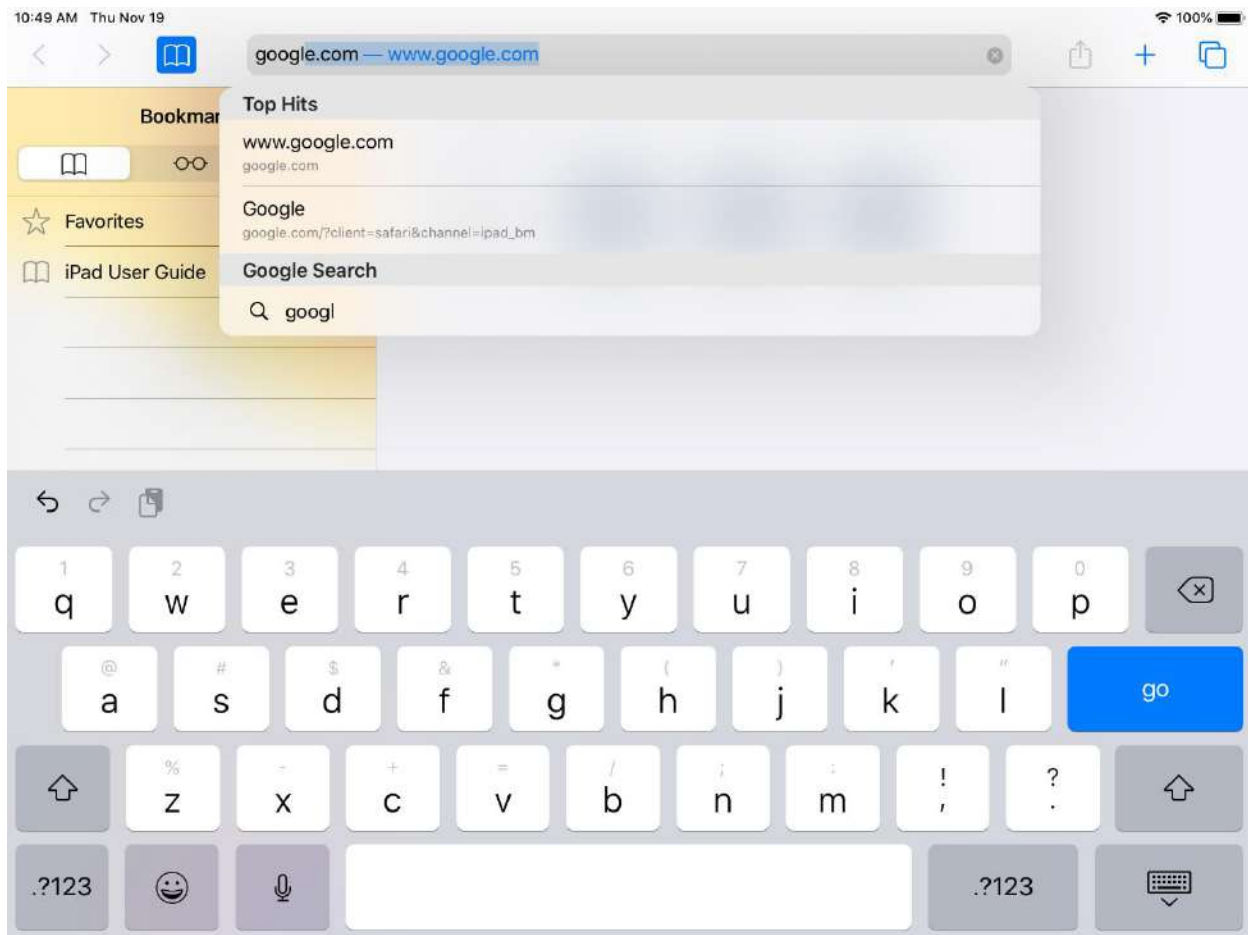 10:49 AM Thu Nov 19
100%
google.com — www.google.com
Bookmar
Top Hits
www.google.com
google.com
Google
google.com/?client=safari&channel=ipad_bm
Google Search
googl
Favorites
iPad User Guide
1 2 3 4 5 6 7 8 9 0
q w e r t y u i o p
@ # $ & * ( ) ' "
a s d f g h j k l go
% - + = / ; : ! ?
z x c v b n m , .
.?123 .?123